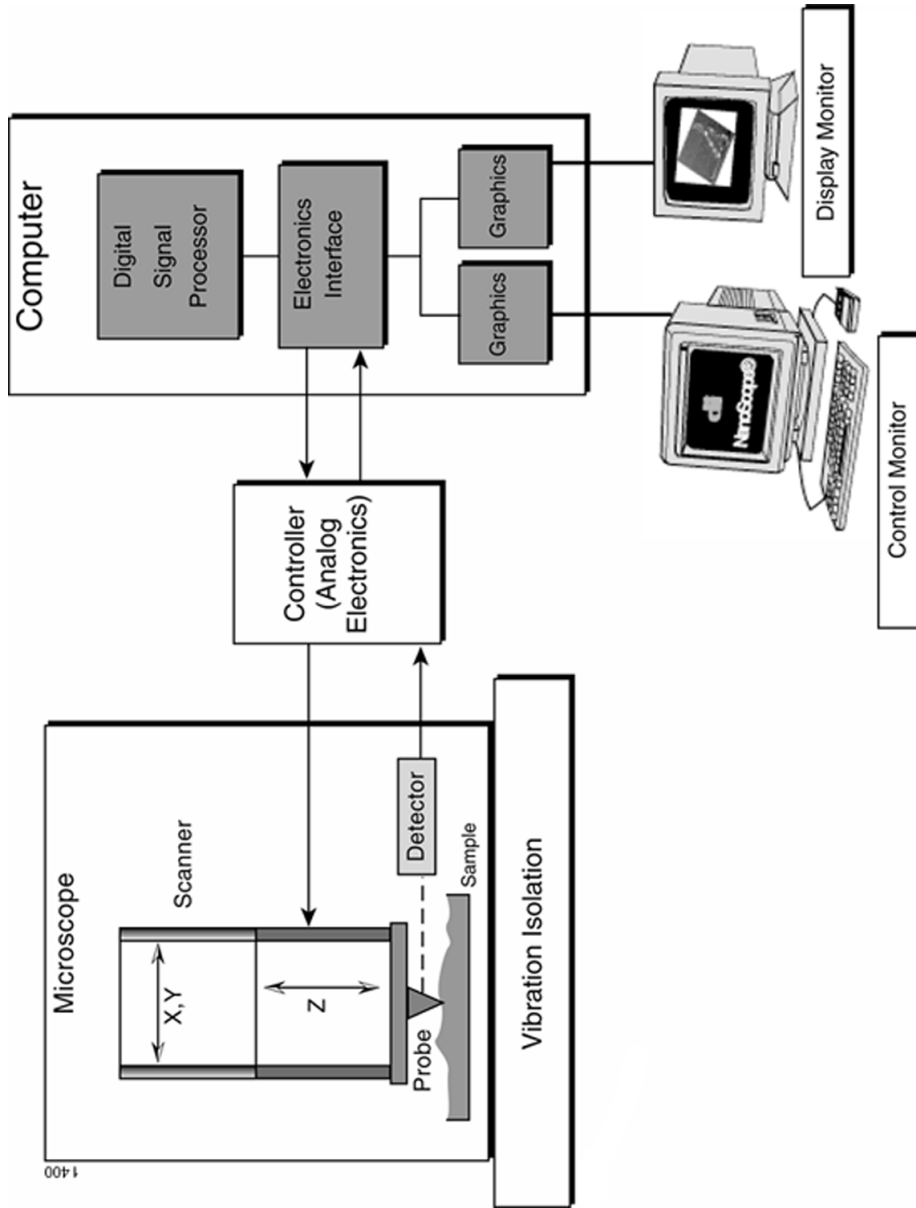 1400
Microscope
Scanner
X,Y
Z
Probe
Detector
Sample
Vibration Isolation
Controller
(Analog
Electronics)
Computer
Digital
Signal
Processor
Electronics
Interface
Graphics
Graphics
di
NanoScope®
Control Monitor
Display Monitor